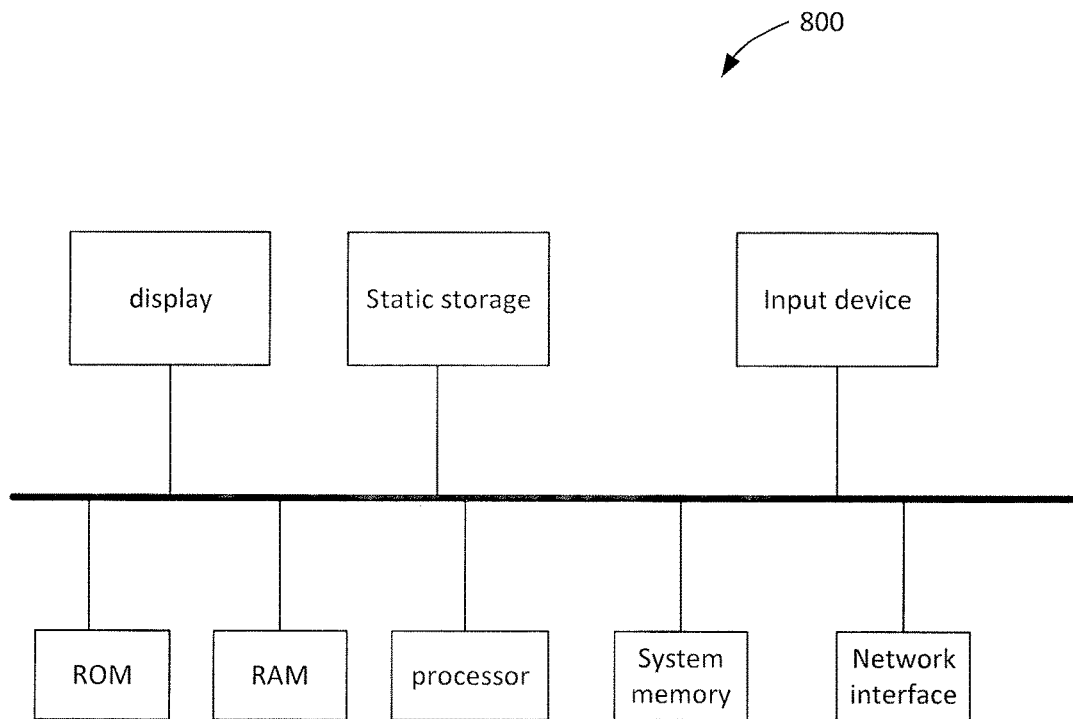 800
display
Static storage
Input device
ROM
RAM
processor
System
memory
Network
interface